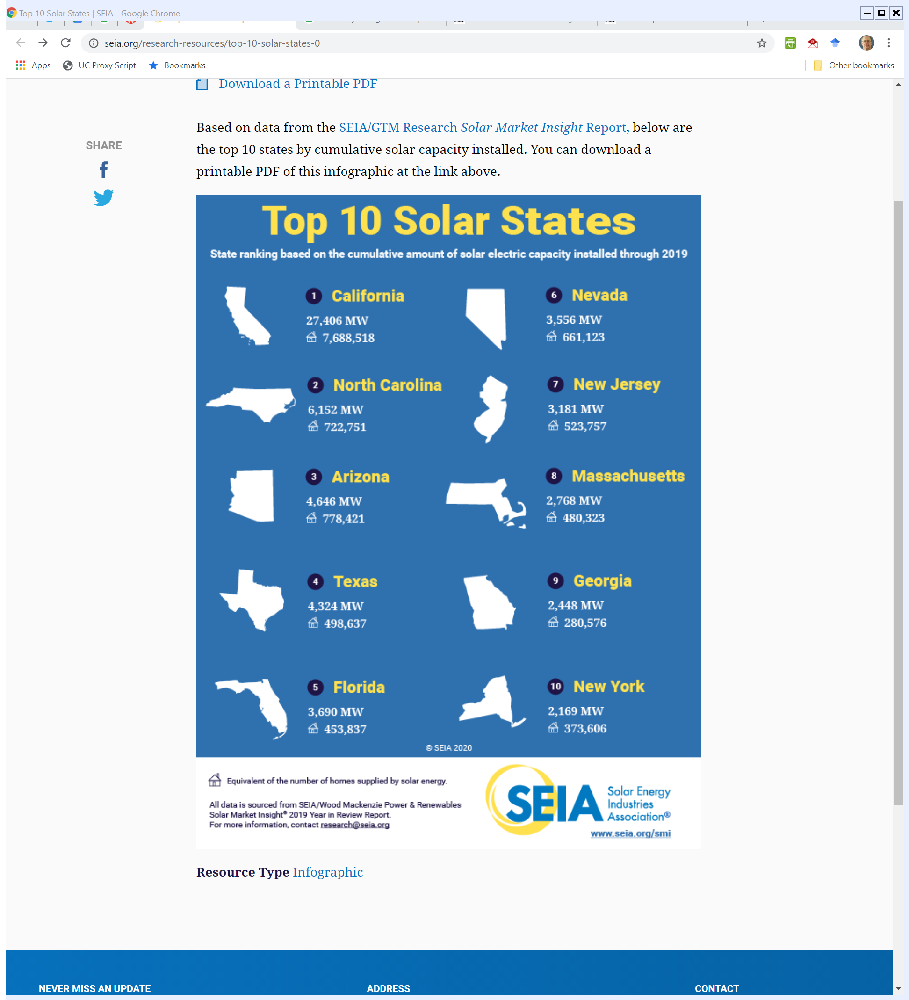 Top 10 Solar States | SEIA - Google Chrome
seia.org/research-resources/top-10-solar-states-0
Apps UC Proxy Script Bookmarks Other bookmarks
Download a Printable PDF
SHARE
Based on data from the SEIA/GTM Research Solar Market Insight Report, below are
the top 10 states by cumulative solar capacity installed. You can download a
printable PDF of this infographic at the link above.
Top 10 Solar States
State ranking based on the cumulative amount of solar electric capacity installed through 2019
1 California
27,406 MW
7,688,518
2 North Carolina
6,152 MW
722,751
3 Arizona
4,646 MW
778,421
4 Texas
4,324 MW
498,637
5 Florida
3,690 MW
453,837
6 Nevada
3,556 MW
661,123
7 New Jersey
3,181 MW
523,757
8 Massachusetts
2,768 MW
480,323
9 Georgia
2,448 MW
280,576
10 New York
2,169 MW
373,606
© SEIA 2020
Equivalent of the number of homes supplied by solar energy.
All data is sourced from SEIA/Wood Mackenzie Power & Renewables
Solar Market Insight® 2019 Year in Review Report.
For more information, contact research@seia.org
SEIA
Solar Energy
Industries
Association®
www.seia.org/smi
Resource Type Infographic
NEVER MISS AN UPDATE
ADDRESS
CONTACT